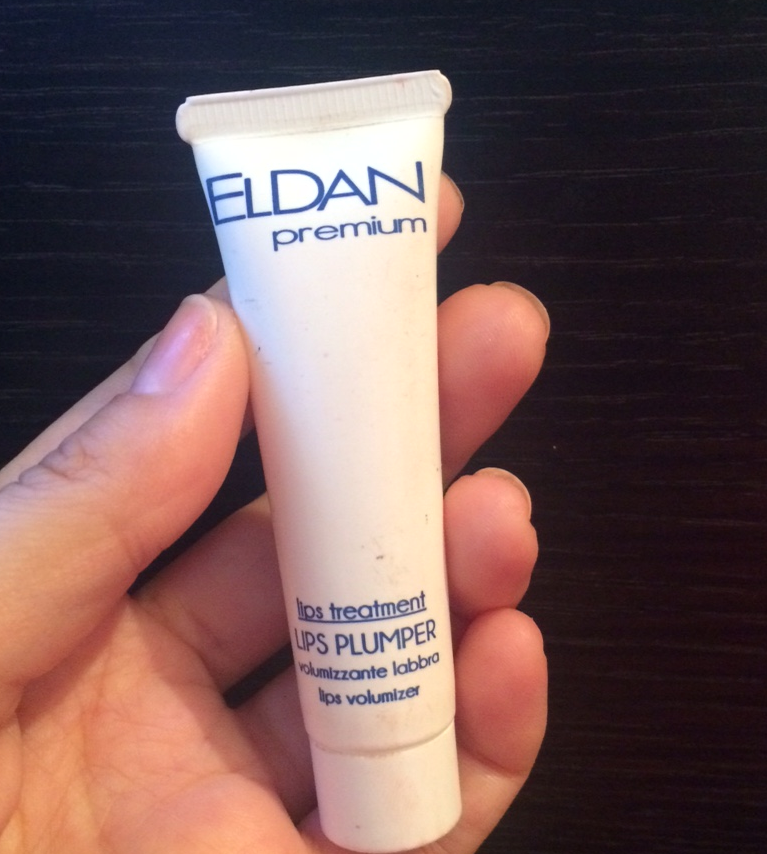 ELDAN
premium
lips treatment
LIPS PLUMPER
volumizzante labbra
lips volumizer